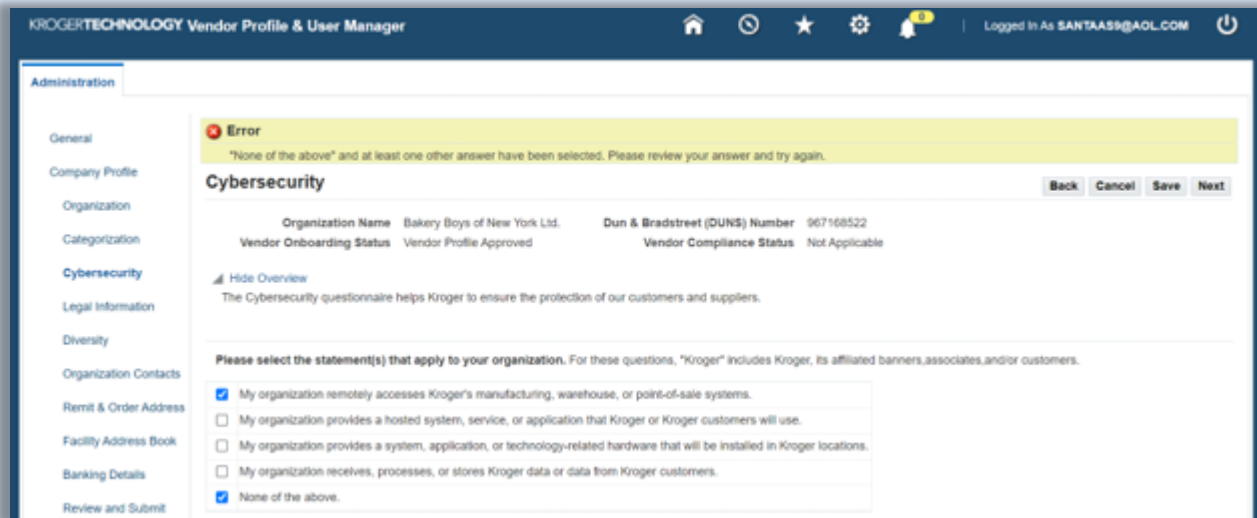 KROGERTECHNOLOGY Vendor Profile & User Manager
0
Logged In As SANTAAS9@AOL.COM
Administration
General
Company Profile
Organization
Categorization
Cybersecurity
Legal Information
Diversity
Organization Contacts
Remit & Order Address
Facility Address Book
Banking Details
Review and Submit
Error
"None of the above" and at least one other answer have been selected. Please review your answer and try again.
Cybersecurity
Back Cancel Save Next
Organization Name Bakery Boys of New York Ltd. Dun & Bradstreet (DUNS) Number 967168522
Vendor Onboarding Status Vendor Profile Approved Vendor Compliance Status Not Applicable
Hide Overview
The Cybersecurity questionnaire helps Kroger to ensure the protection of our customers and suppliers.
Please select the statement(s) that apply to your organization. For these questions, "Kroger" includes Kroger, its affiliated banners,associates,and/or customers.
My organization remotely accesses Kroger's manufacturing, warehouse, or point-of-sale systems.
My organization provides a hosted system, service, or application that Kroger or Kroger customers will use.
My organization provides a system, application, or technology-related hardware that will be installed in Kroger locations.
My organization receives, processes, or stores Kroger data or data from Kroger customers.
None of the above.